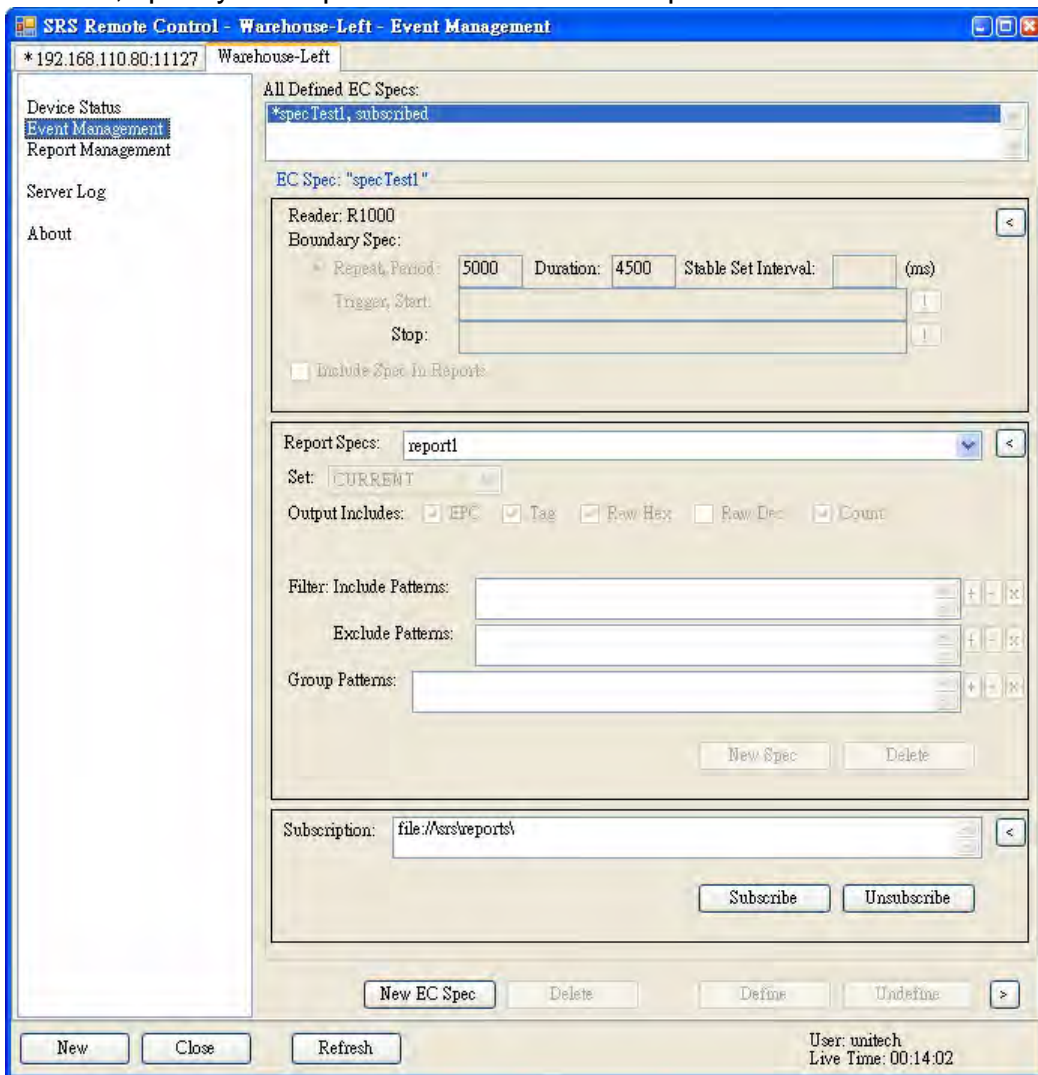 SRS Remote Control - Warehouse-Left - Event Management
*192.168.110.80:11127 Warehouse-Left
Device Status
Event Management
Report Management
Server Log
About
All Defined EC Specs:
*specTest1, subscribed
EC Spec: "specTest1"
Reader: R1000
<
Boundary Spec:
Repeat, Period: 5000 Duration: 4500 Stable Set Interval: (ms)
Trigger, Start: !
Stop: !
Include Spec In Reports
Report Specs: report1 <
Set: CURRENT
Output Includes: EPC Tag Raw Hex Raw Dec Count
Filter: Include Patterns: + - x
Exclude Patterns: + - x
Group Patterns: + - x
New Spec Delete
Subscription: file://\srs\reports\ <
Subscribe Unsubscribe
New EC Spec Delete Define Undefine >
New Close Refresh
User: unitech
Live Time: 00:14:02